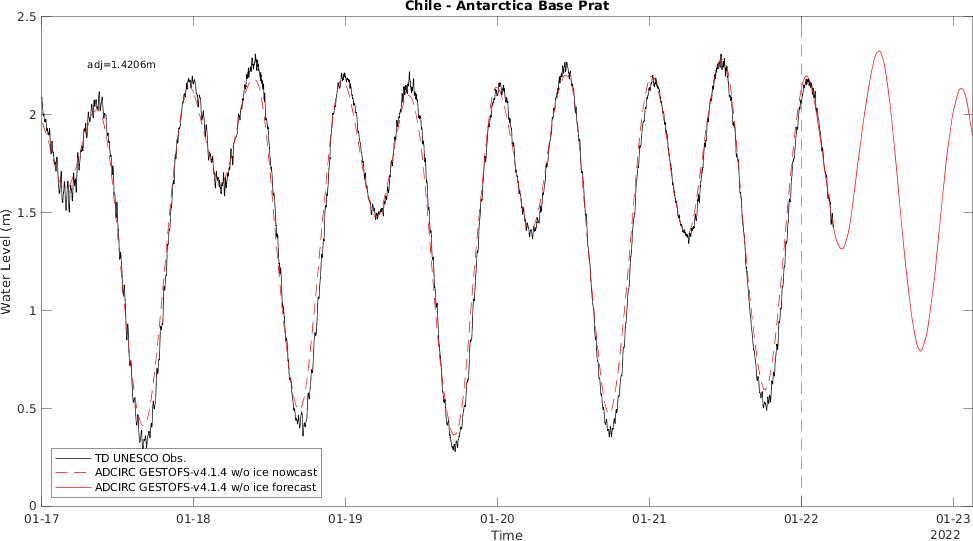 Chile - Antarctica Base Prat
2.5
adj=1.4206m
2
1.5
Water Level (m)
1
0.5
TD UNESCO Obs.
ADCIRC GESTOFS-v4.1.4 w/o ice nowcast
ADCIRC GESTOFS-v4.1.4 w/o ice forecast
0
01-17 01-18 01-19 01-20 01-21 01-22 01-23
Time 2022